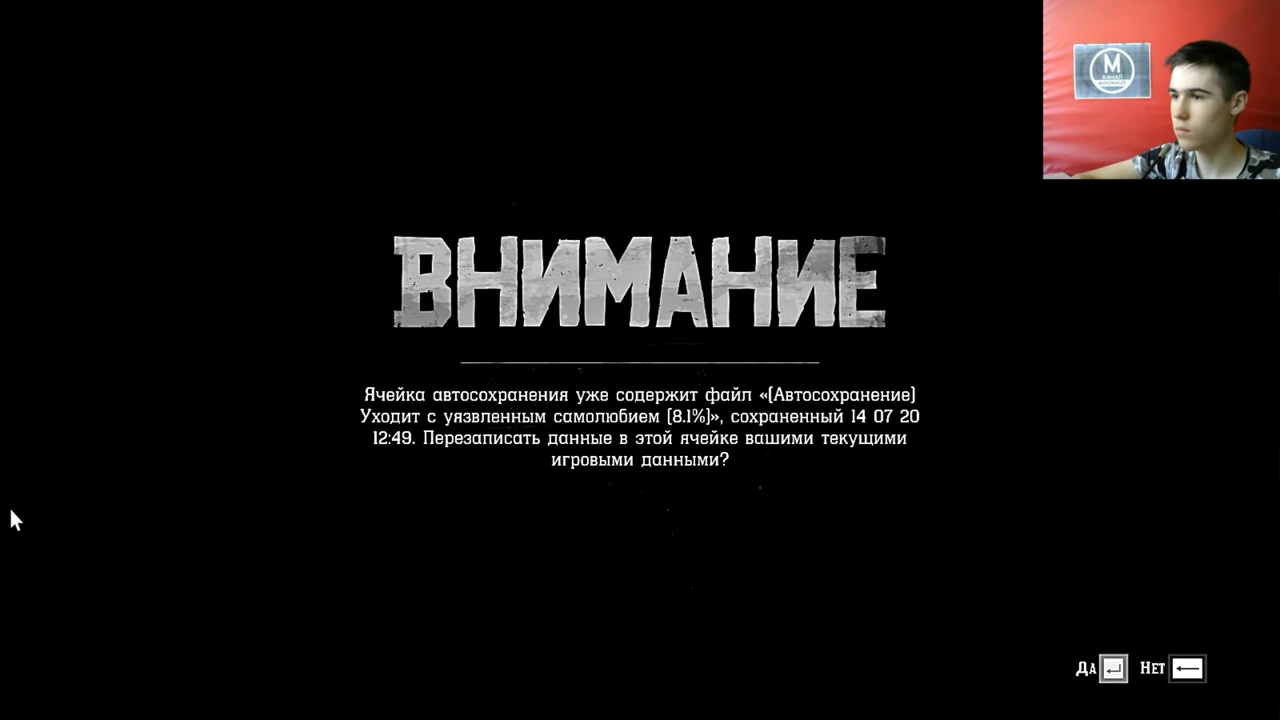 М
КАНАЛ
ВНИМАНИЕ
Ячейка автосохранения уже содержит файл «(Автосохранение)
Уходит с уязвленным самолюбием (8.1%)», сохраненный 14 07 20
12:49. Перезаписать данные в этой ячейке вашими текущими
игровыми данными?
Да Нет